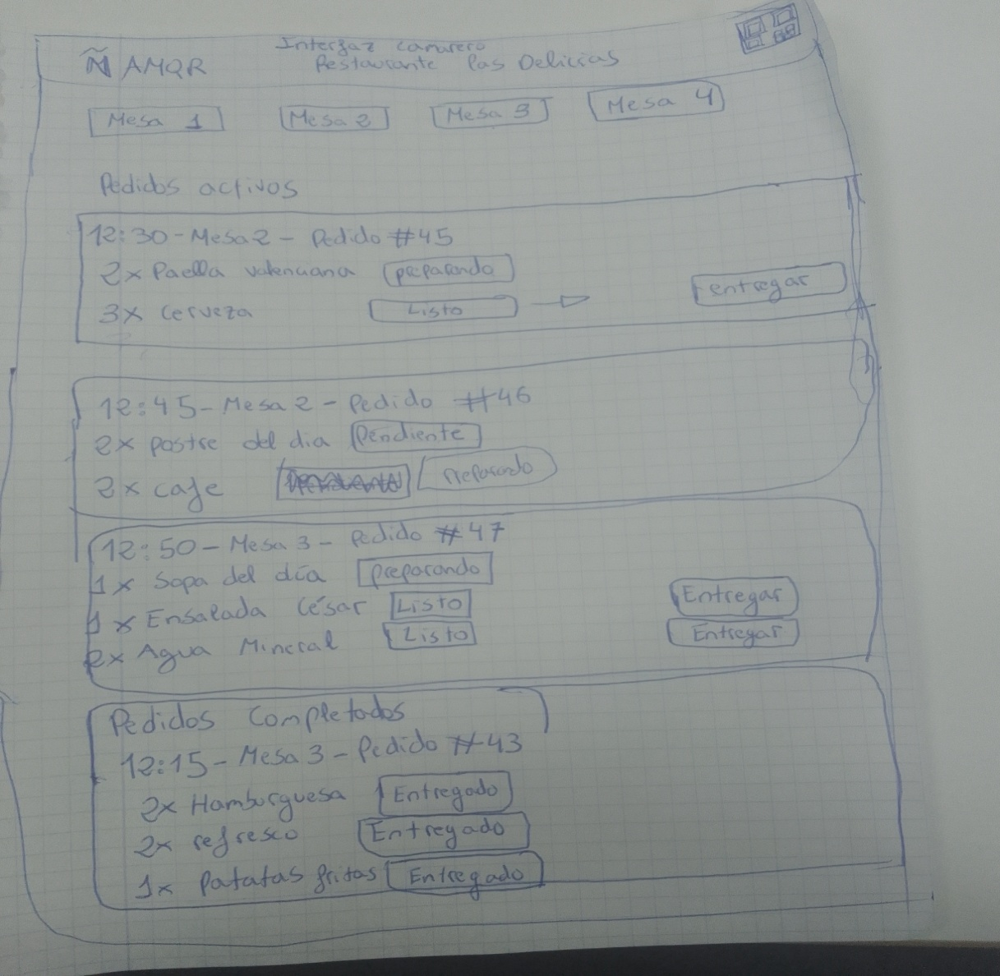 ÑAMQR
Interfaz camarero
Restaurante las Delicias
Mesa 1 Mesa 2 Mesa 3 Mesa 4
Pedidos activos
12:30 - Mesa 2 - Pedido #45
2x Paella valenciana preparando
3x Cerveza Listo entregar
12:45 - Mesa 2 - Pedido #46
2x postre del dia Pendiente
2x cafe Preparando
12:50 - Mesa 3 - Pedido #47
1x Sopa del día preparando
1x Ensalada César Listo Entregar
2x Agua Mineral Listo Entregar
Pedidos Completados
12:15 - Mesa 3 - Pedido #43
2x Hamburguesa Entregado
2x refresco Entregado
1x Patatas fritas Entregado